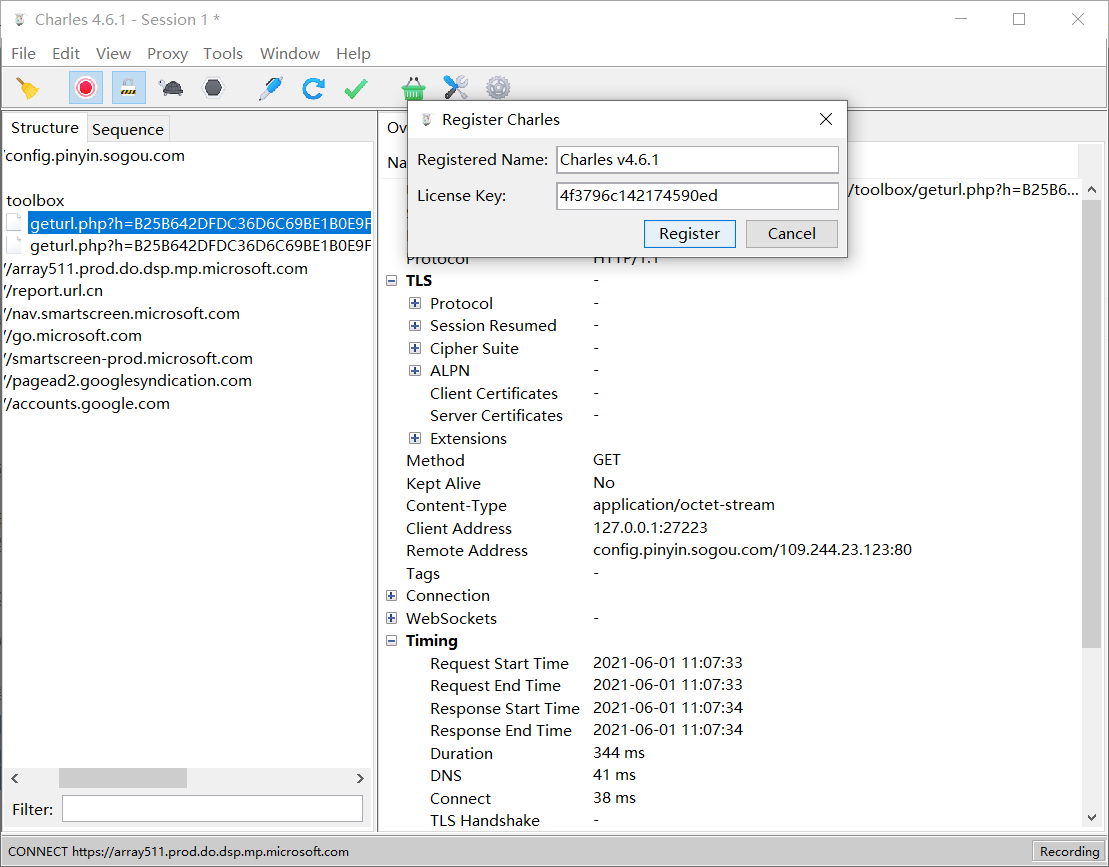 Charles 4.6.1 - Session 1 *
File Edit View Proxy Tools Window Help
Structure Sequence
/config.pinyin.sogou.com
toolbox
geturl.php?h=B25B642DFDC36D6C69BE1B0E9F
geturl.php?h=B25B642DFDC36D6C69BE1B0E9F
//array511.prod.do.dsp.mp.microsoft.com
//report.url.cn
//nav.smartscreen.microsoft.com
//go.microsoft.com
//smartscreen-prod.microsoft.com
//pagead2.googlesyndication.com
//accounts.google.com
Filter:
Ov
Na
Register Charles
Registered Name: Charles v4.6.1
License Key: 4f3796c142174590ed
Register Cancel
/toolbox/geturl.php?h=B25B6...
Protocol HTTP/1.1
TLS -
Protocol -
Session Resumed -
Cipher Suite -
ALPN -
Client Certificates -
Server Certificates -
Extensions
Method GET
Kept Alive No
Content-Type application/octet-stream
Client Address 127.0.0.1:27223
Remote Address config.pinyin.sogou.com/109.244.23.123:80
Tags -
Connection
WebSockets -
Timing
Request Start Time 2021-06-01 11:07:33
Request End Time 2021-06-01 11:07:33
Response Start Time 2021-06-01 11:07:34
Response End Time 2021-06-01 11:07:34
Duration 344 ms
DNS 41 ms
Connect 38 ms
TLS Handshake -
CONNECT https://array511.prod.do.dsp.mp.microsoft.com
Recording